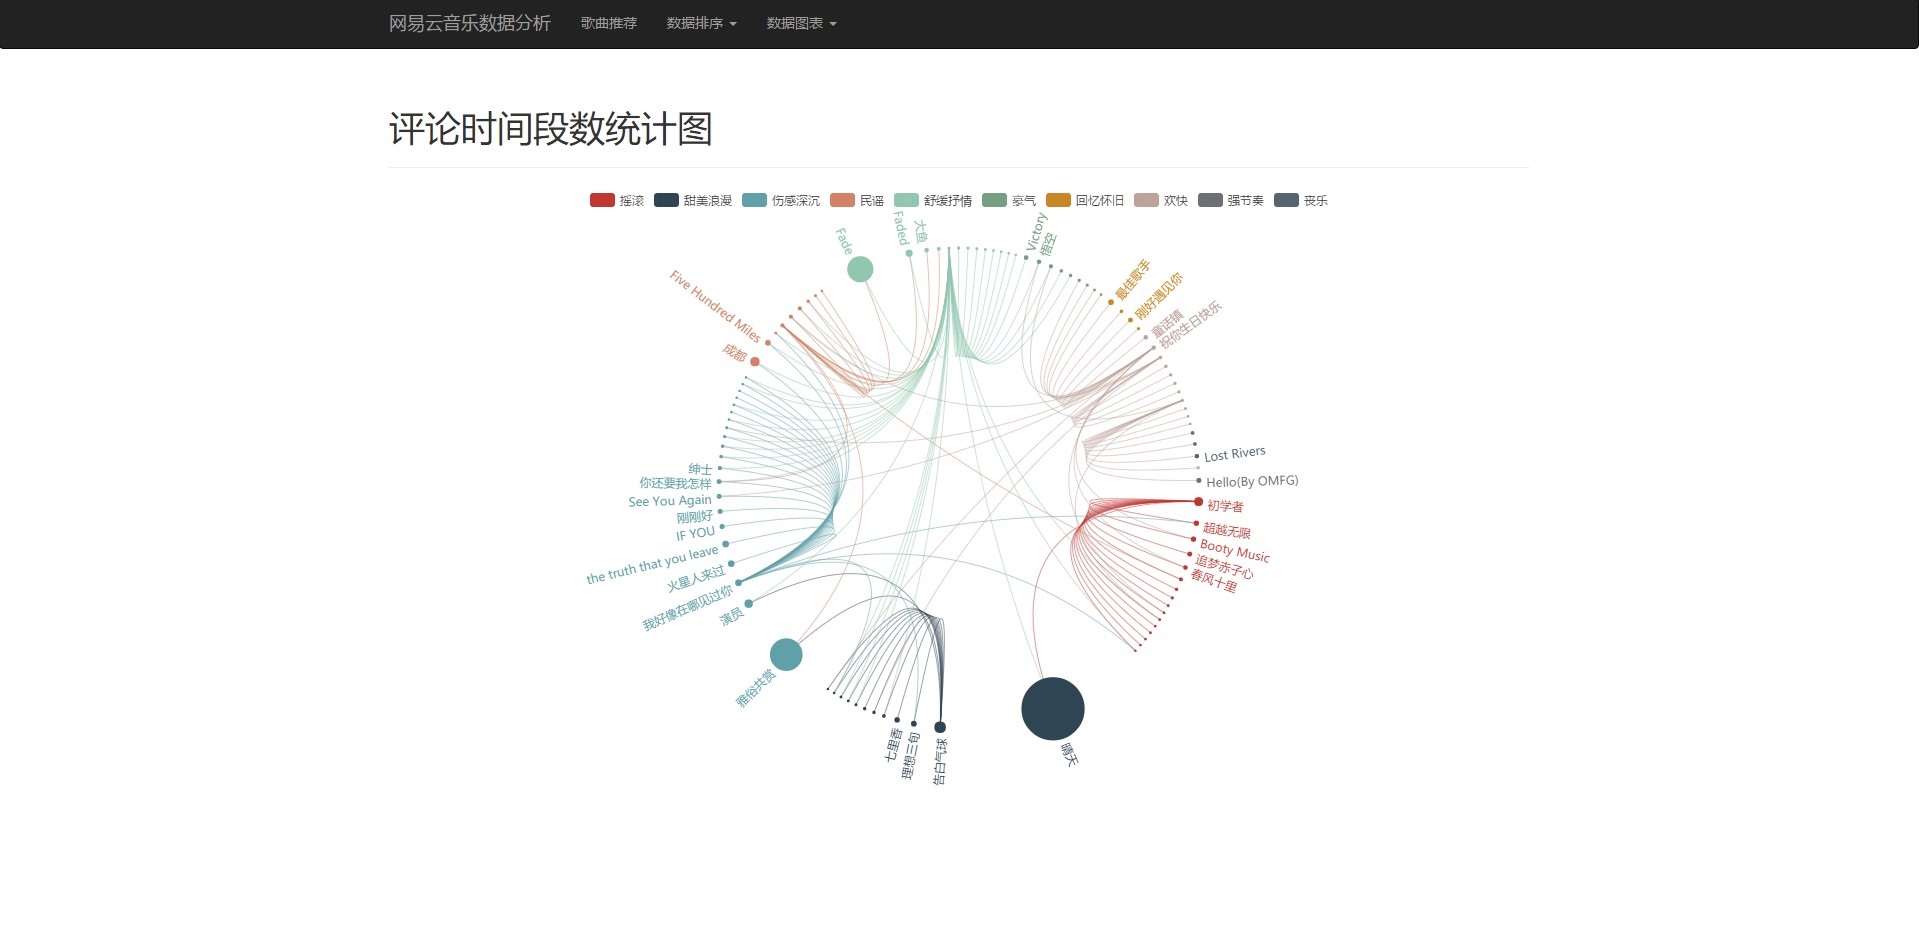 网易云音乐数据分析 歌曲推荐 数据排序 数据图表
评论时间段数统计图
摇滚 甜美浪漫 伤感深沉 民谣 舒缓抒情 豪气 回忆怀旧 欢快 强节奏 丧乐
Fade
Faded
大鱼
Victory
悟空
最佳歌手
刚好遇见你
童话镇
祝你生日快乐
Five Hundred Miles
成都
绅士
你还要我怎样
See You Again
刚刚好
IF YOU
the truth that you leave
火星人来过
我好像在哪见过你
演员
雅俗共赏
七里香
理想三旬
告白气球
晴天
Lost Rivers
Hello(By OMFG)
初学者
超越无限
Booty Music
追梦赤子心
春风十里